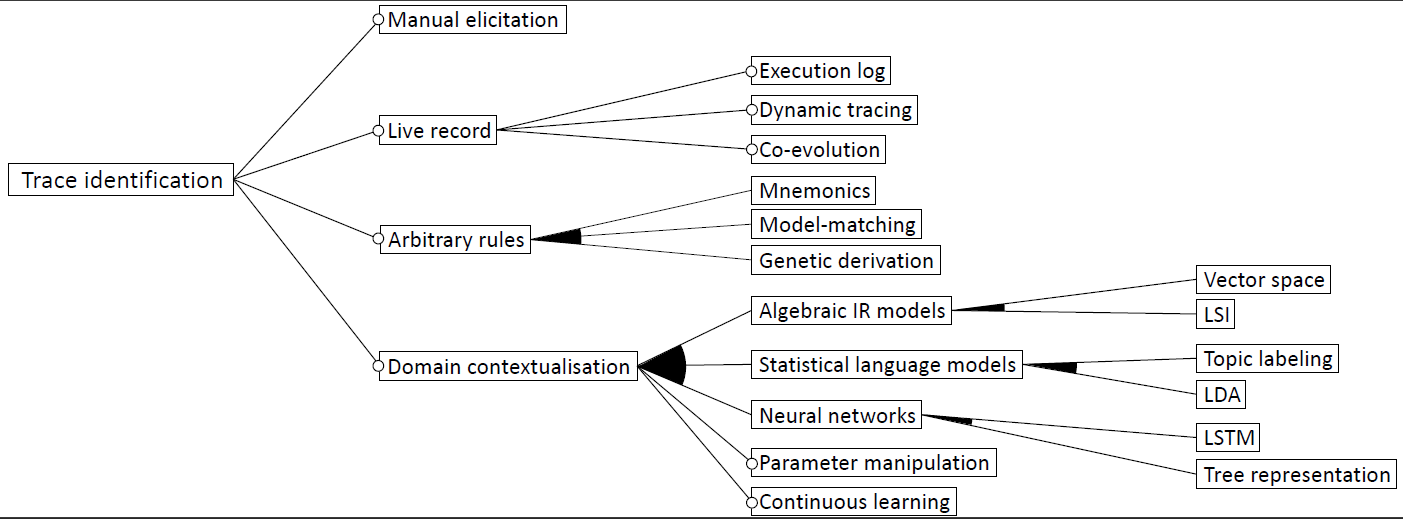 Manual elicitation
Execution log
Dynamic tracing
Live record
Co-evolution
Trace identification
Mnemonics
Model-matching
Arbitrary rules
Genetic derivation
Vector space
Algebraic IR models
LSI
Topic labeling
Domain contextualisation
Statistical language models
LDA
Neural networks
LSTM
Parameter manipulation
Tree representation
Continuous learning